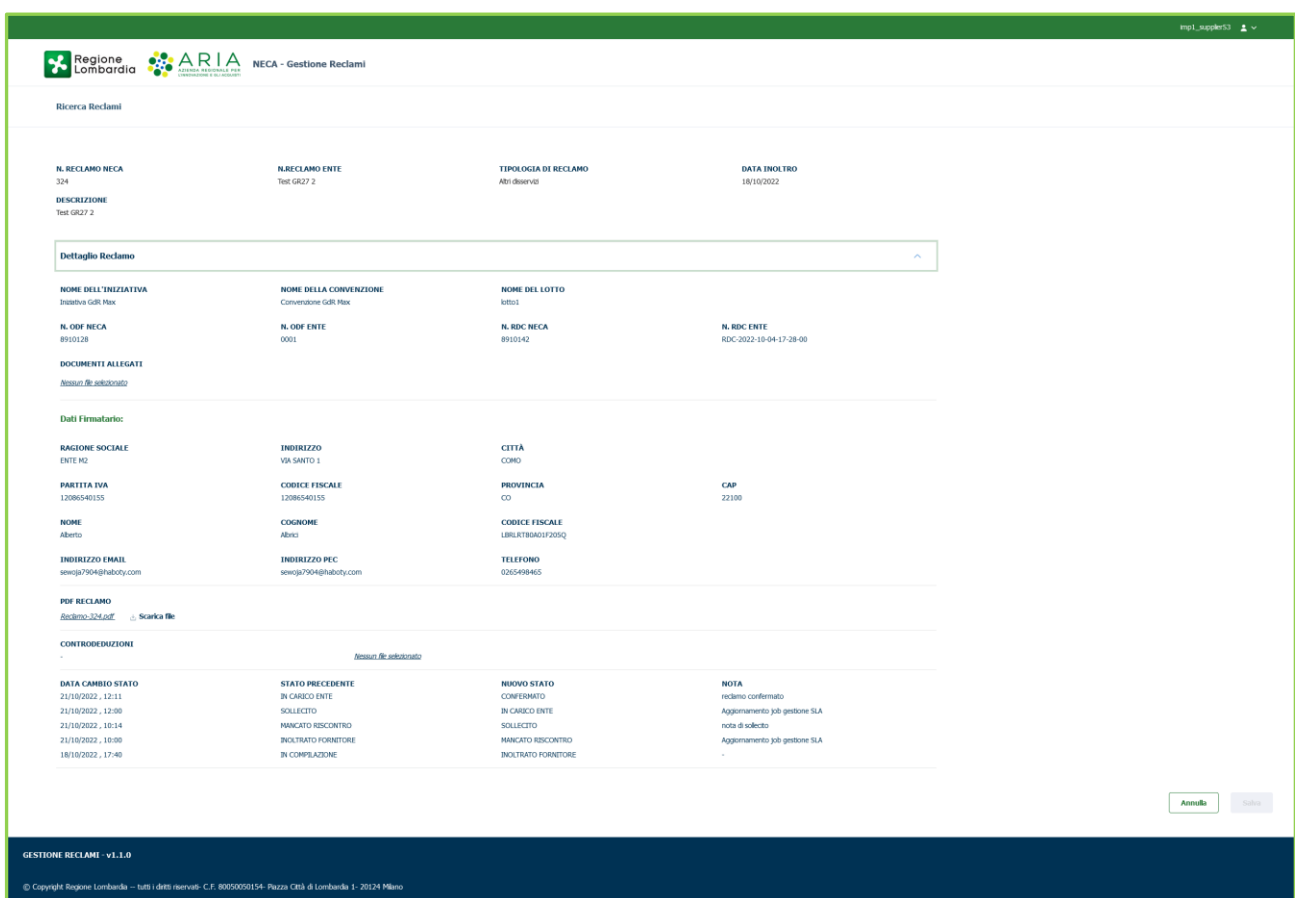 imp1_supplier53
Regione Lombardia ARIA AZIENDA REGIONALE PER L'INNOVAZIONE E GLI ACQUISTI NECA - Gestione Reclami
Ricerca Reclami
N. RECLAMO NECA N.RECLAMO ENTE TIPOLOGIA DI RECLAMO DATA INOLTRO
324 Test GR27 2 Altri disservizi 18/10/2022
DESCRIZIONE
Test GR27 2
Dettaglio Reclamo
NOME DELL'INIZIATIVA NOME DELLA CONVENZIONE NOME DEL LOTTO
Iniziativa GdR Max Convenzione GdR Max lotto1
N. ODF NECA N. ODF ENTE N. RDC NECA N. RDC ENTE
8910128 0001 8910142 RDC-2022-10-04-17-28-00
DOCUMENTI ALLEGATI
Nessun file selezionato
Dati Firmatario:
RAGIONE SOCIALE INDIRIZZO CITTÀ
ENTE M2 VIA SANTO 1 COMO
PARTITA IVA CODICE FISCALE PROVINCIA CAP
12086540155 12086540155 CO 22100
NOME COGNOME CODICE FISCALE
Alberto Albrici LBRLRT80A01F205Q
INDIRIZZO EMAIL INDIRIZZO PEC TELEFONO
sewoja7904@haboty.com sewoja7904@haboty.com 0265498465
PDF RECLAMO
Reclamo-324.pdf Scarica file
CONTRODEDUZIONI
- Nessun file selezionato
DATA CAMBIO STATO STATO PRECEDENTE NUOVO STATO NOTA
21/10/2022 , 12:11 IN CARICO ENTE CONFERMATO reclamo confermato
21/10/2022 , 12:00 SOLLECITO IN CARICO ENTE Aggiornamento job gestione SLA
21/10/2022 , 10:14 MANCATO RISCONTRO SOLLECITO nota di sollecito
21/10/2022 , 10:00 INOLTRATO FORNITORE MANCATO RISCONTRO Aggiornamento job gestione SLA
18/10/2022 , 17:40 IN COMPILAZIONE INOLTRATO FORNITORE -
Annulla Salva
GESTIONE RECLAMI - v1.1.0
© Copyright Regione Lombardia -- tutti i diritti riservati- C.F. 80050050154- Piazza Città di Lombardia 1- 20124 Milano